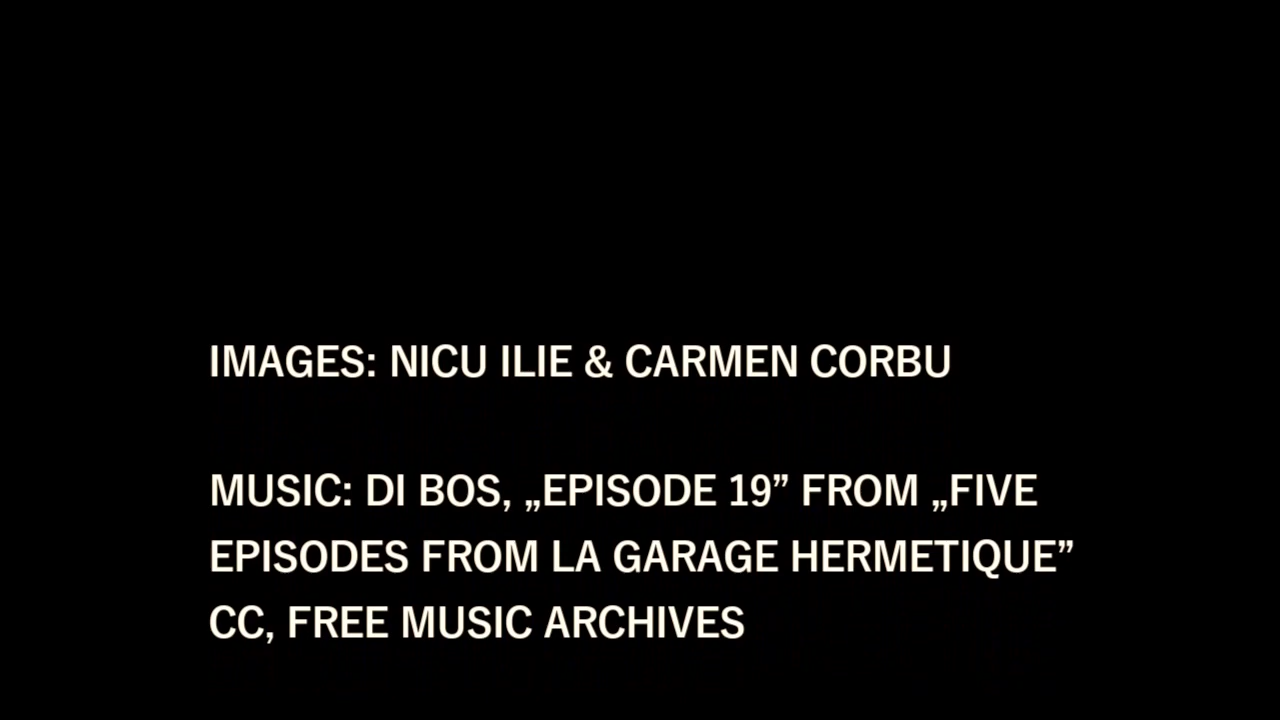 IMAGES: NICU ILIE & CARMEN CORBU
MUSIC: DI BOS, „EPISODE 19” FROM „FIVE
EPISODES FROM LA GARAGE HERMETIQUE”
CC, FREE MUSIC ARCHIVES